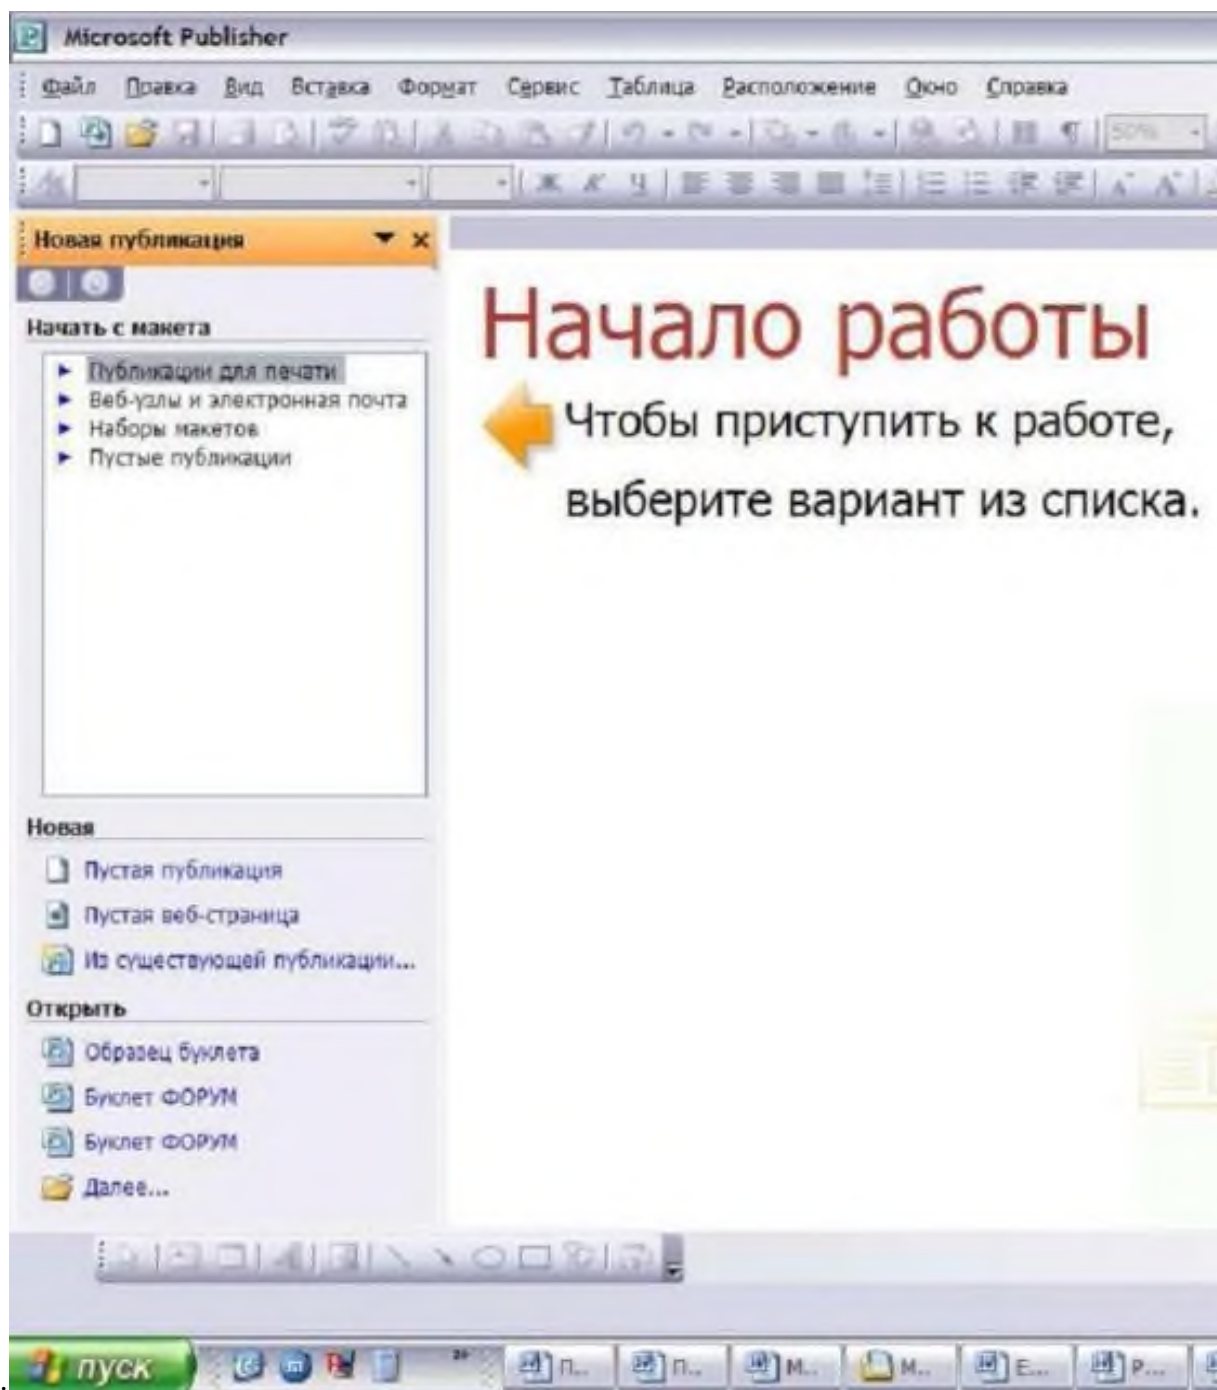 Microsoft Publisher
Файл Правка Вид Вставка Формат Сервис Таблица Расположение Окно Справка
50%
Ж К Ч
Новая публикация
Начать с макета
Публикации для печати
Веб-узлы и электронная почта
Наборы макетов
Пустые публикации
Начало работы
Чтобы приступить к работе,
выберите вариант из списка.
Новая
Пустая публикация
Пустая веб-страница
Из существующей публикации...
Открыть
Образец буклета
Буклет ФОРУМ
Буклет ФОРУМ
Далее...
пуск П... П... М... М... Е... Р...